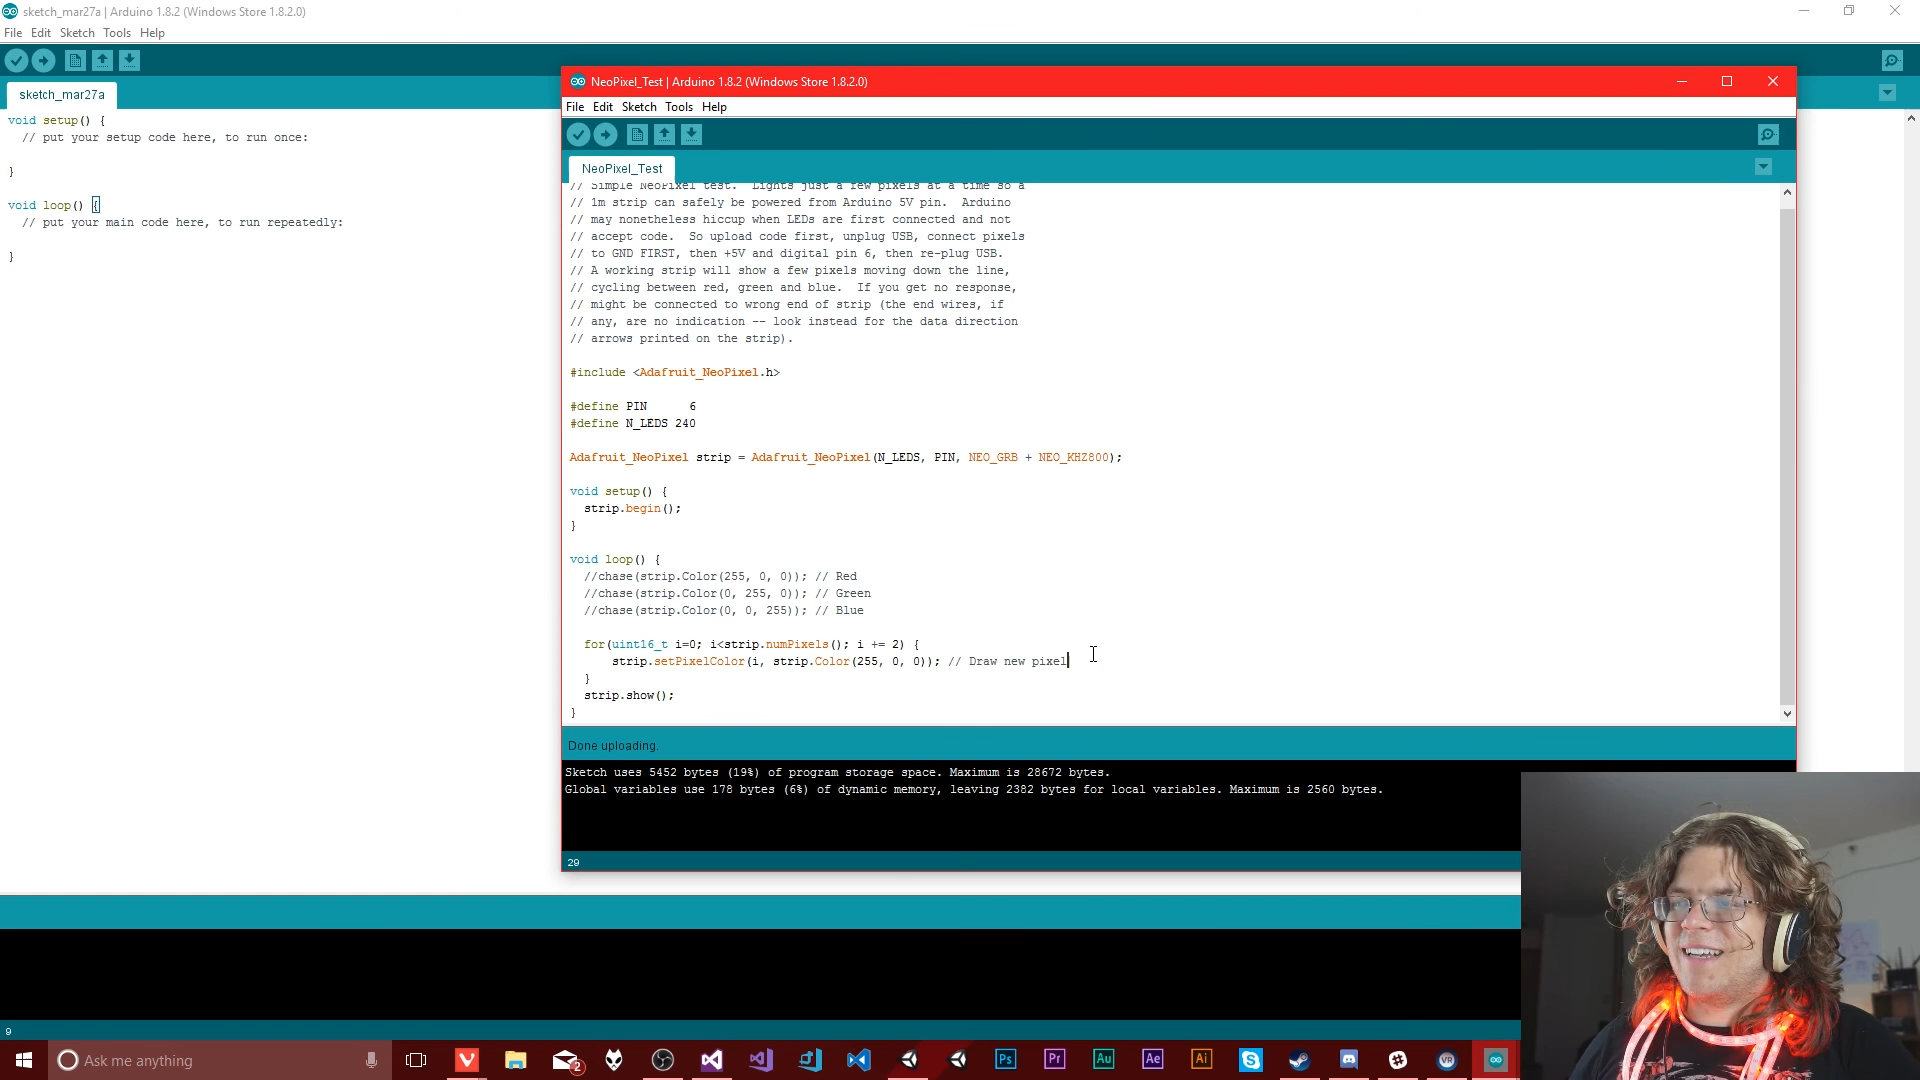 sketch_mar27a | Arduino 1.8.2 (Windows Store 1.8.2.0)
File Edit Sketch Tools Help
sketch_mar27a
void setup() {
// put your setup code here, to run once:
}
void loop() {
// put your main code here, to run repeatedly:
}
NeoPixel_Test | Arduino 1.8.2 (Windows Store 1.8.2.0)
File Edit Sketch Tools Help
NeoPixel_Test
// Simple NeoPixel test.  Lights just a few pixels at a time so a
// 1m strip can safely be powered from Arduino 5V pin.  Arduino
// may nonetheless hiccup when LEDs are first connected and not
// accept code.  So upload code first, unplug USB, connect pixels
// to GND FIRST, then +5V and digital pin 6, then re-plug USB.
// A working strip will show a few pixels moving down the line,
// cycling between red, green and blue.  If you get no response,
// might be connected to wrong end of strip (the end wires, if
// any, are no indication -- look instead for the data direction
// arrows printed on the strip).
#include <Adafruit_NeoPixel.h>
#define PIN      6
#define N_LEDS 240
Adafruit_NeoPixel strip = Adafruit_NeoPixel(N_LEDS, PIN, NEO_GRB + NEO_KHZ800);
void setup() {
strip.begin();
}
void loop() {
//chase(strip.Color(255, 0, 0)); // Red
//chase(strip.Color(0, 255, 0)); // Green
//chase(strip.Color(0, 0, 255)); // Blue
for(uint16_t i=0; i<strip.numPixels(); i += 2) {
strip.setPixelColor(i, strip.Color(255, 0, 0)); // Draw new pixel
}
strip.show();
}
Done uploading.
Sketch uses 5452 bytes (19%) of program storage space. Maximum is 28672 bytes.
Global variables use 178 bytes (6%) of dynamic memory, leaving 2382 bytes for local variables. Maximum is 2560 bytes.
29
9
Ask me anything
2
Ps
Pr
Au
Ae
Ai
VR